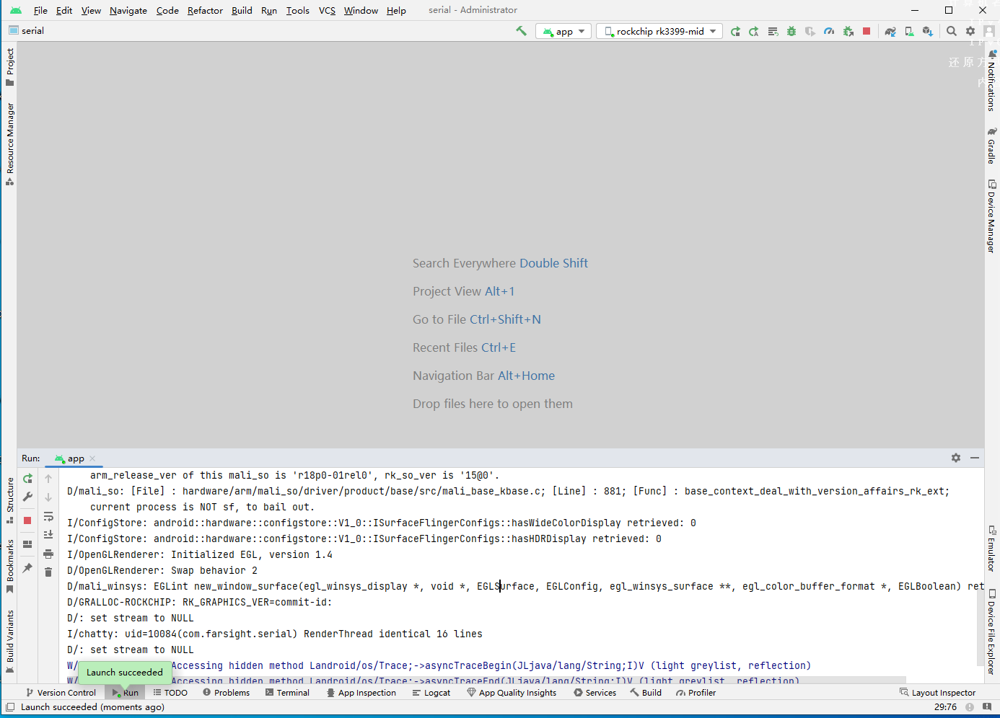 File Edit View Navigate Code Refactor Build Run Tools VCS Window Help serial - Administrator
serial
app
rockchip rk3399-mid
还原方
内
Project
Resource Manager
Structure
Bookmarks
Build Variants
Notifications
Gradle
Device Manager
Emulator
Device File Explorer
Search Everywhere Double Shift
Project View Alt+1
Go to File Ctrl+Shift+N
Recent Files Ctrl+E
Navigation Bar Alt+Home
Drop files here to open them
Run: app
arm_release_ver of this mali_so is 'r18p0-01rel0', rk_so_ver is '15@0'.
D/mali_so: [File] : hardware/arm/mali_so/driver/product/base/src/mali_base_kbase.c; [Line] : 881; [Func] : base_context_deal_with_version_affairs_rk_ext;
current process is NOT sf, to bail out.
I/ConfigStore: android::hardware::configstore::V1_0::ISurfaceFlingerConfigs::hasWideColorDisplay retrieved: 0
I/ConfigStore: android::hardware::configstore::V1_0::ISurfaceFlingerConfigs::hasHDRDisplay retrieved: 0
I/OpenGLRenderer: Initialized EGL, version 1.4
D/OpenGLRenderer: Swap behavior 2
D/mali_winsys: EGLint new_window_surface(egl_winsys_display *, void *, EGLSurface, EGLConfig, egl_winsys_surface **, egl_color_buffer_format *, EGLBoolean) ret
D/GRALLOC-ROCKCHIP: RK_GRAPHICS_VER=commit-id:
D/: set stream to NULL
I/chatty: uid=10084(com.farsight.serial) RenderThread identical 16 lines
D/: set stream to NULL
W/ Accessing hidden method Landroid/os/Trace;->asyncTraceBegin(JLjava/lang/String;I)V (light greylist, reflection)
W/ Accessing hidden method Landroid/os/Trace;->asyncTraceEnd(JLjava/lang/String;I)V (light greylist, reflection)
Launch succeeded
Version Control Run TODO Problems Terminal App Inspection Logcat App Quality Insights Services Build Profiler Layout Inspector
Launch succeeded (moments ago) 29:76